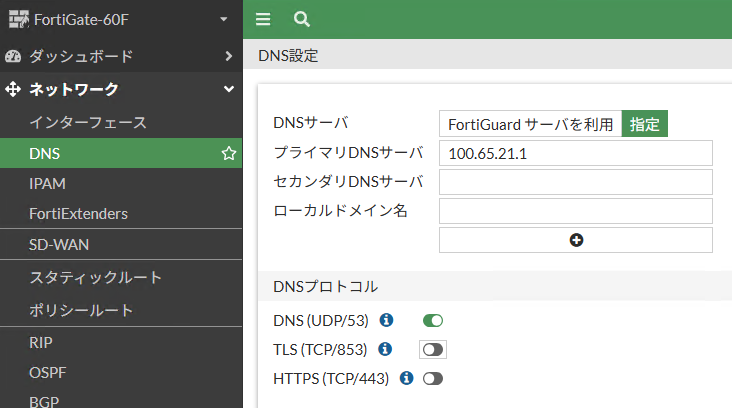 FortiGate-60F
ダッシュボード
ネットワーク
インターフェース
DNS
IPAM
FortiExtenders
SD-WAN
スタティックルート
ポリシールート
RIP
OSPF
BGP
DNS設定
DNSサーバ FortiGuard サーバを利用 指定
プライマリDNSサーバ 100.65.21.1
セカンダリDNSサーバ
ローカルドメイン名
DNSプロトコル
DNS (UDP/53)
TLS (TCP/853)
HTTPS (TCP/443)